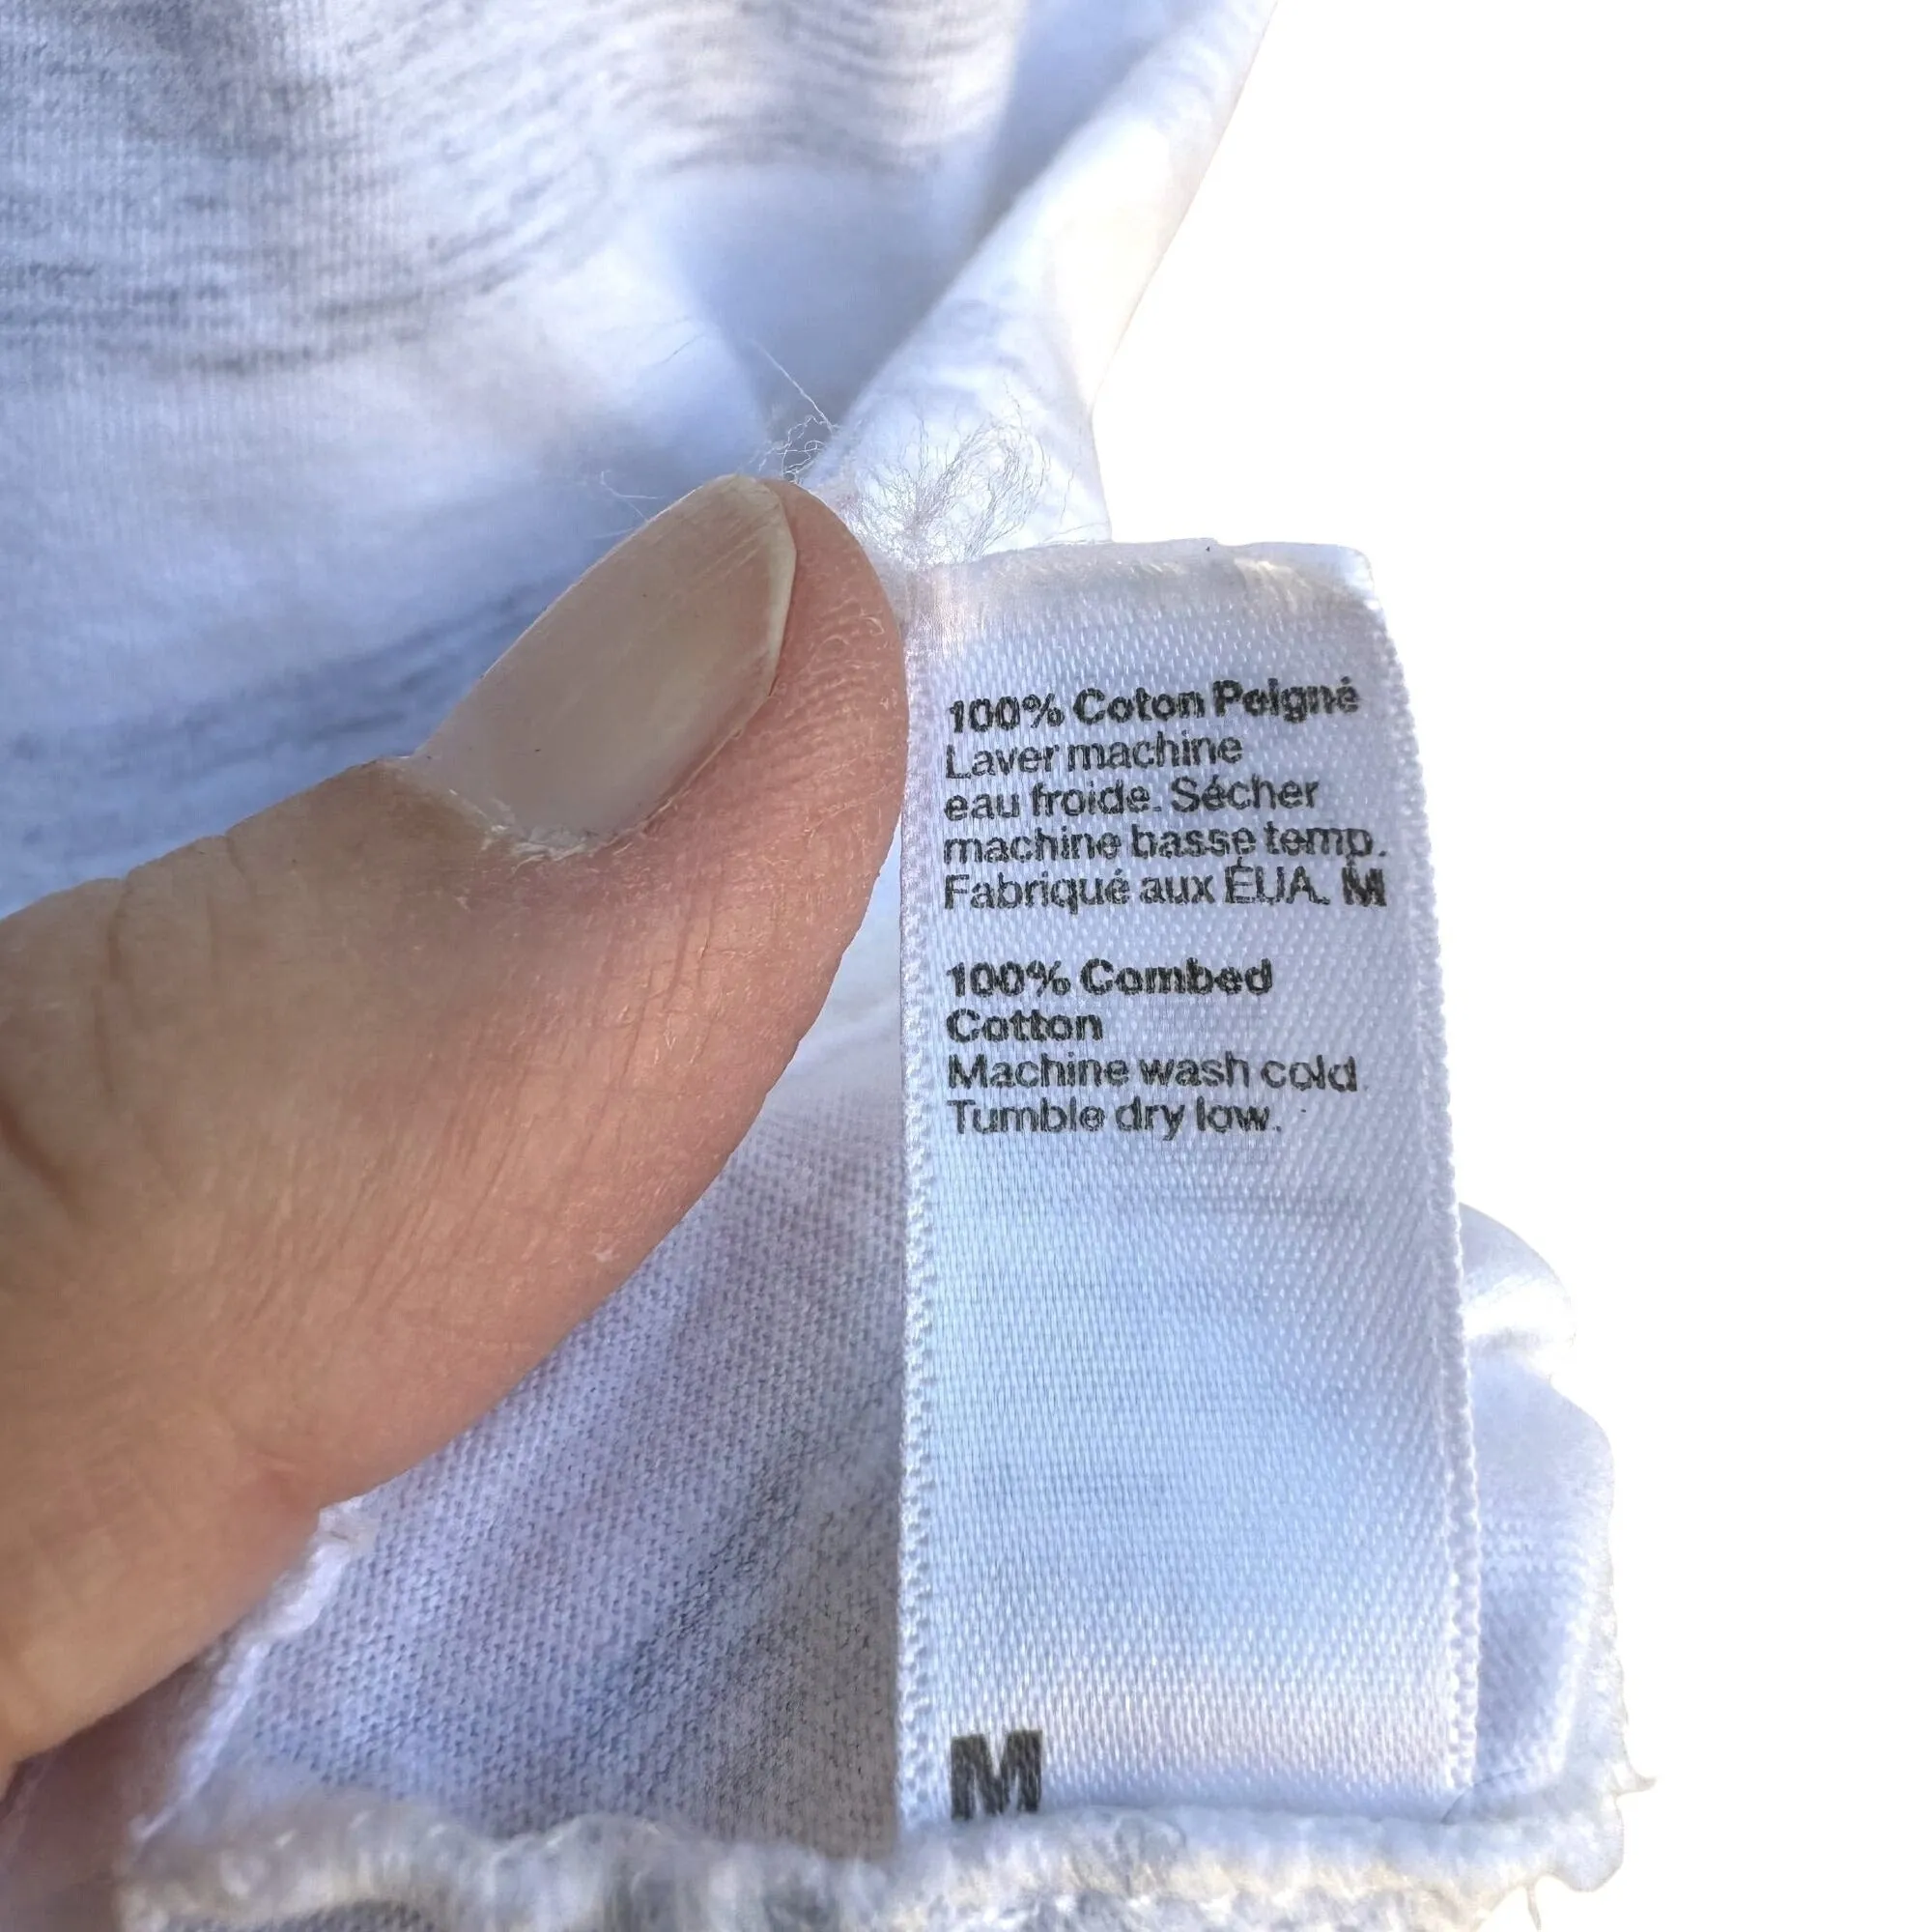 100% Coton Peigné
Laver machine
eau froide. Sécher
machine basse temp.
Fabriqué aux ÉUA. M
100% Combed
Cotton
Machine wash cold
Tumble dry low.
M